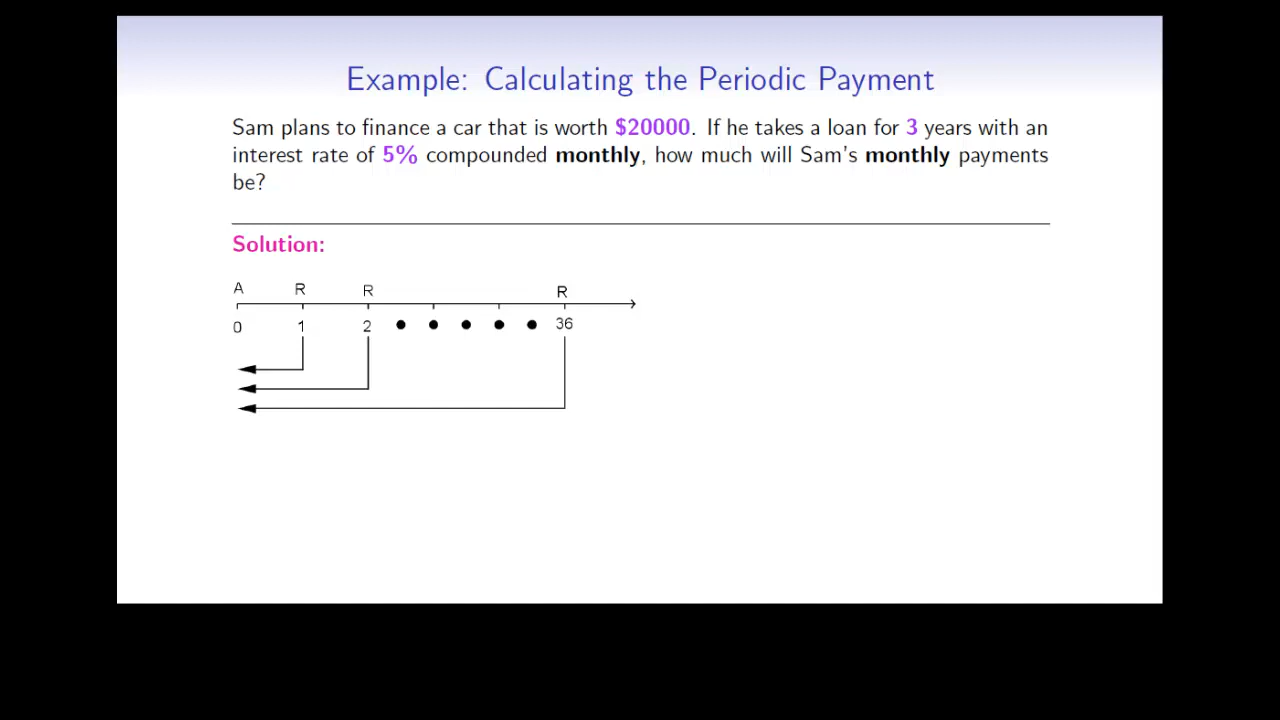 Example: Calculating the Periodic Payment
Sam plans to finance a car that is worth $20000. If he takes a loan for 3 years with an
interest rate of 5% compounded monthly, how much will Sam's monthly payments
be?
Solution:
A R R R
0 1 2 36